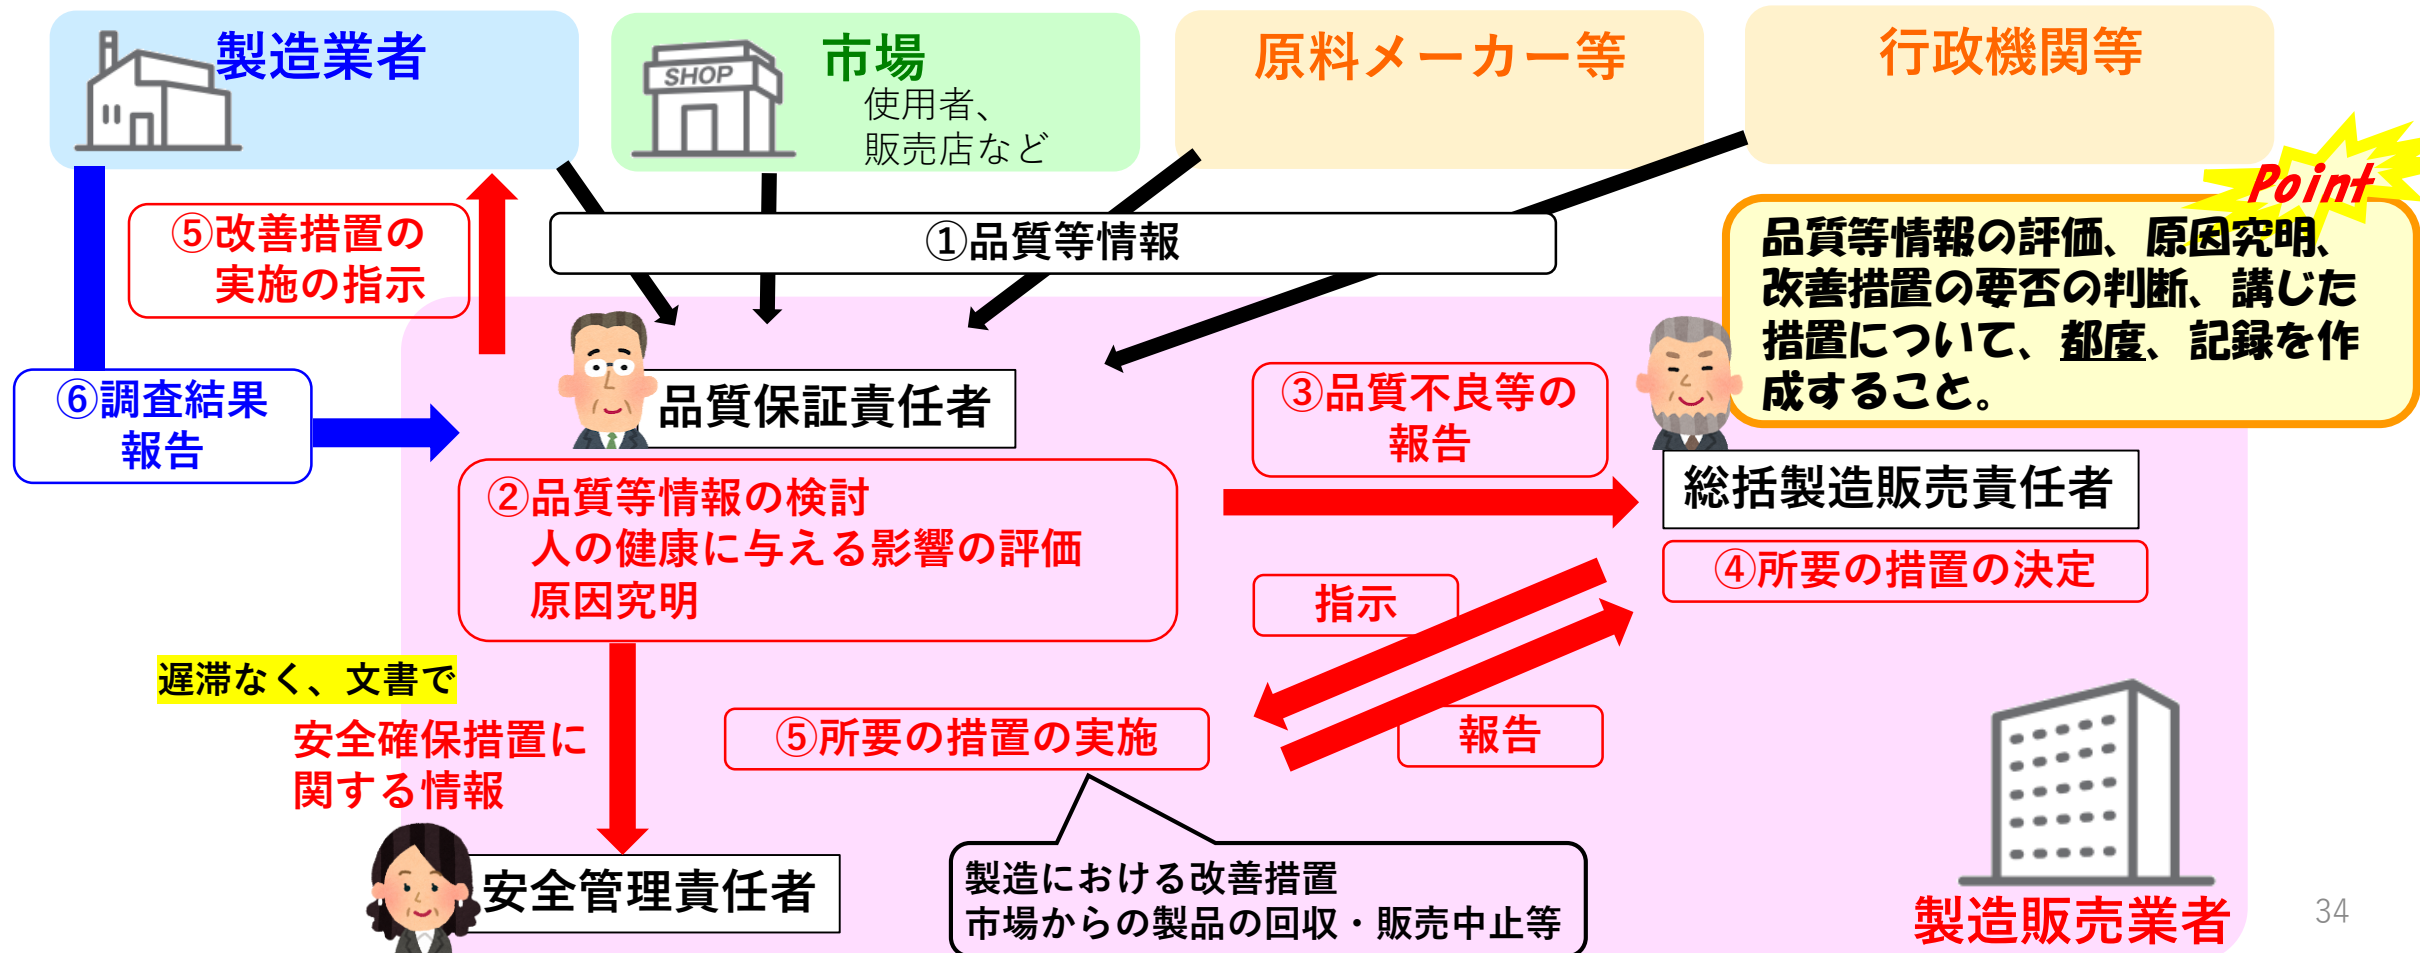 製造業者
SHOP
市場
使用者、
販売店など
原料メーカー等
行政機関等
Point
品質等情報の評価、原因究明、
改善措置の要否の判断、講じた
措置について、都度、記録を作
成すること。
①品質等情報
⑤改善措置の
実施の指示
⑥調査結果
報告
品質保証責任者
②品質等情報の検討
人の健康に与える影響の評価
原因究明
③品質不良等の
報告
総括製造販売責任者
④所要の措置の決定
指示
報告
⑤所要の措置の実施
遅滞なく、文書で
安全確保措置に
関する情報
安全管理責任者
製造における改善措置
市場からの製品の回収・販売中止等
製造販売業者
34